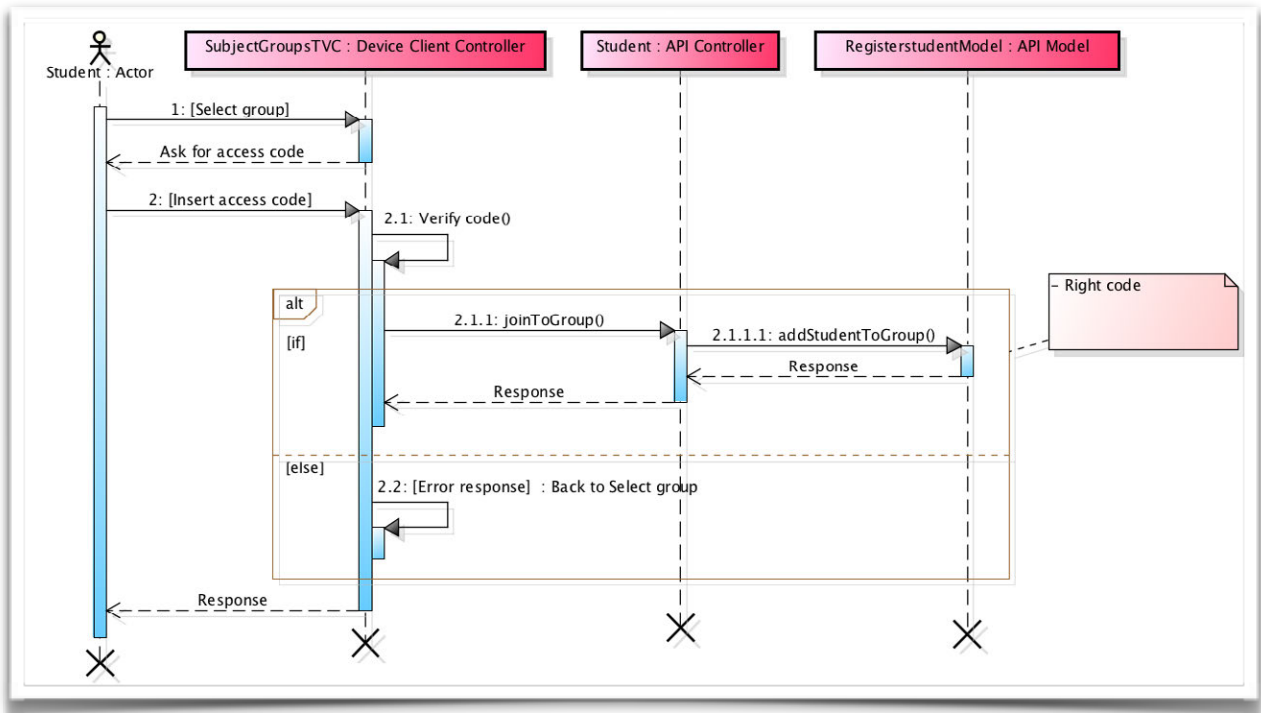 Student : Actor
SubjectGroupsTVC : Device Client Controller
Student : API Controller
RegisterstudentModel : API Model
1: [Select group]
Ask for access code
2: [Insert access code]
2.1: Verify code()
alt
[if]
2.1.1: joinToGroup()
2.1.1.1: addStudentToGroup()
Response
Response
– Right code
[else]
2.2: [Error response] : Back to Select group
Response